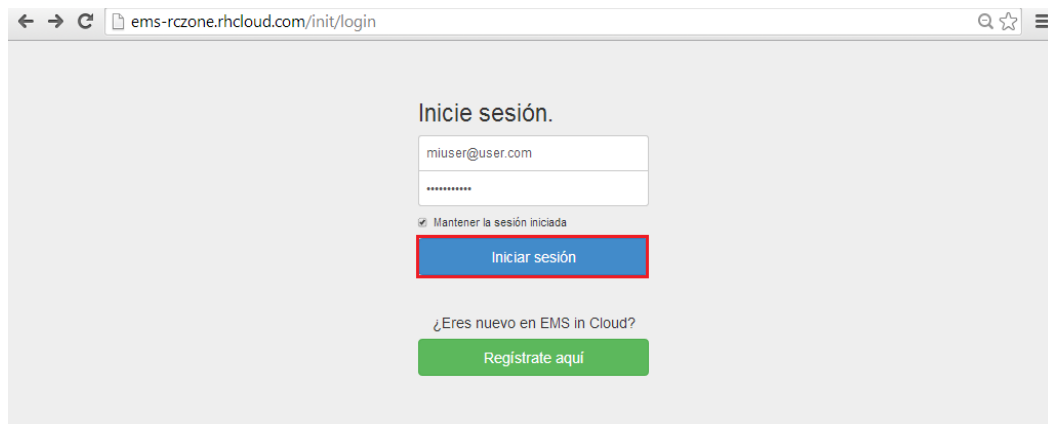 ems-rczone.rhcloud.com/init/login
Inicie sesión.
miuser@user.com
•••••••••••
Mantener la sesión iniciada
Iniciar sesión
¿Eres nuevo en EMS in Cloud?
Regístrate aquí